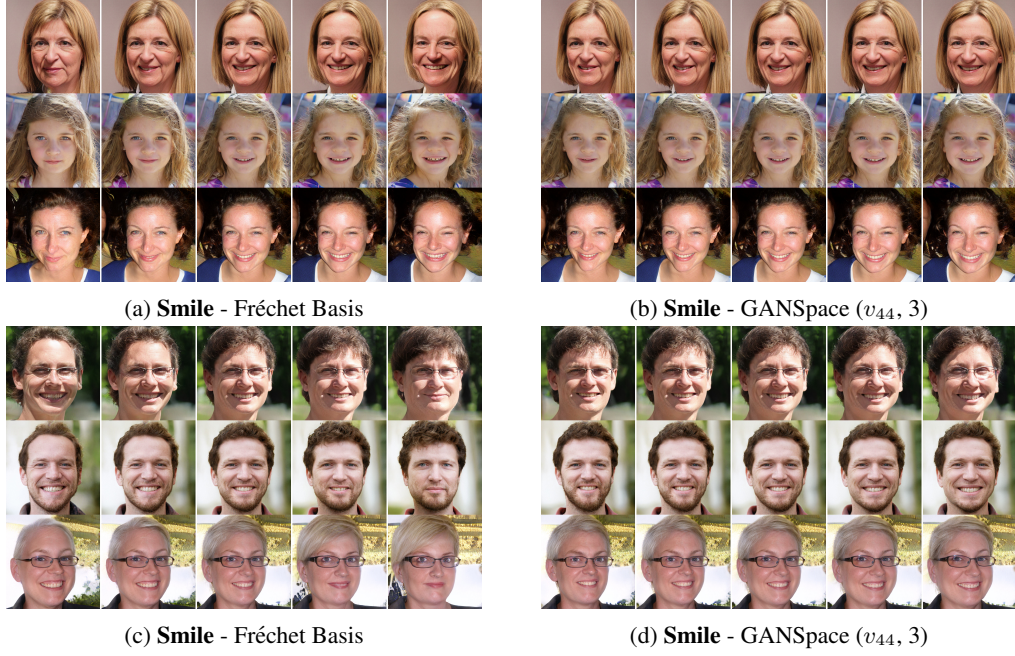 (a) Smile - Fréchet Basis
(b) Smile - GANSpace (v₄₄, 3)
(c) Smile - Fréchet Basis
(d) Smile - GANSpace (v₄₄, 3)